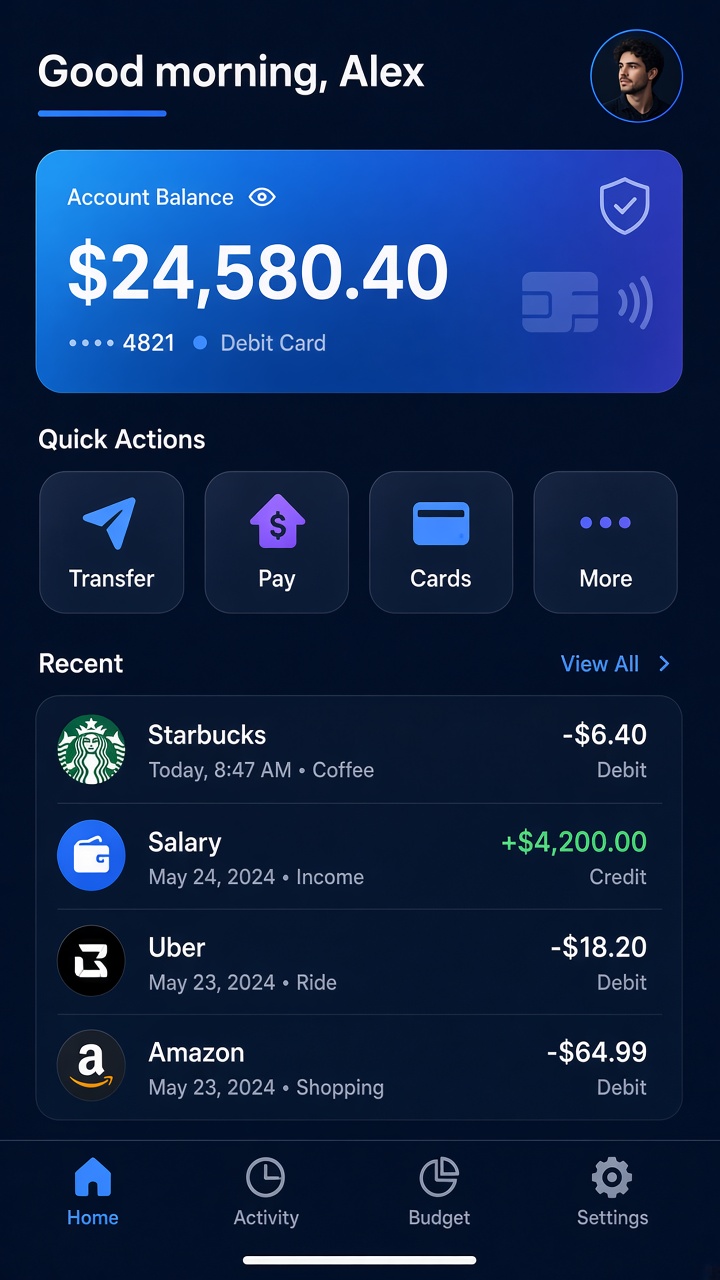 Good morning, Alex
Account Balance
$24,580.40
•••• 4821 Debit Card
Quick Actions
$
Transfer
Pay
Cards
More
Recent
View All
Starbucks
-$6.40
Today, 8:47 AM • Coffee
Debit
Salary
+$4,200.00
May 24, 2024 • Income
Credit
Uber
-$18.20
May 23, 2024 • Ride
Debit
a
Amazon
-$64.99
May 23, 2024 • Shopping
Debit
Home
Activity
Budget
Settings